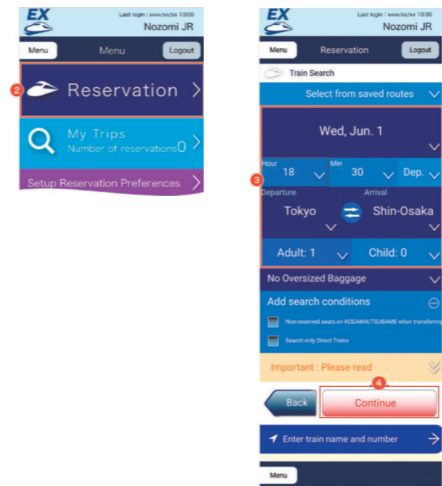 EX
Last login : xxxx/xx/xx 10:00
Nozomi JR
Menu
Menu
Logout
2
Reservation
My Trips
Number of reservations0
Setup Reservation Preferences
EX
Last login : xxxx/xx/xx 10:30
Nozomi JR
Menu
Reservation
Logout
Train Search
Select from saved routes
3
Wed, Jun. 1
Hour 18 Min 30 Dep.
Departure Arrival
Tokyo Shin-Osaka
Adult: 1 Child: 0
No Oversized Baggage
Add search conditions
Non-reserved seats on KODAMA/TSUBAME when transferring
Search only Direct Trains
Important : Please read
4
Back
Continue
Enter train name and number
Menu